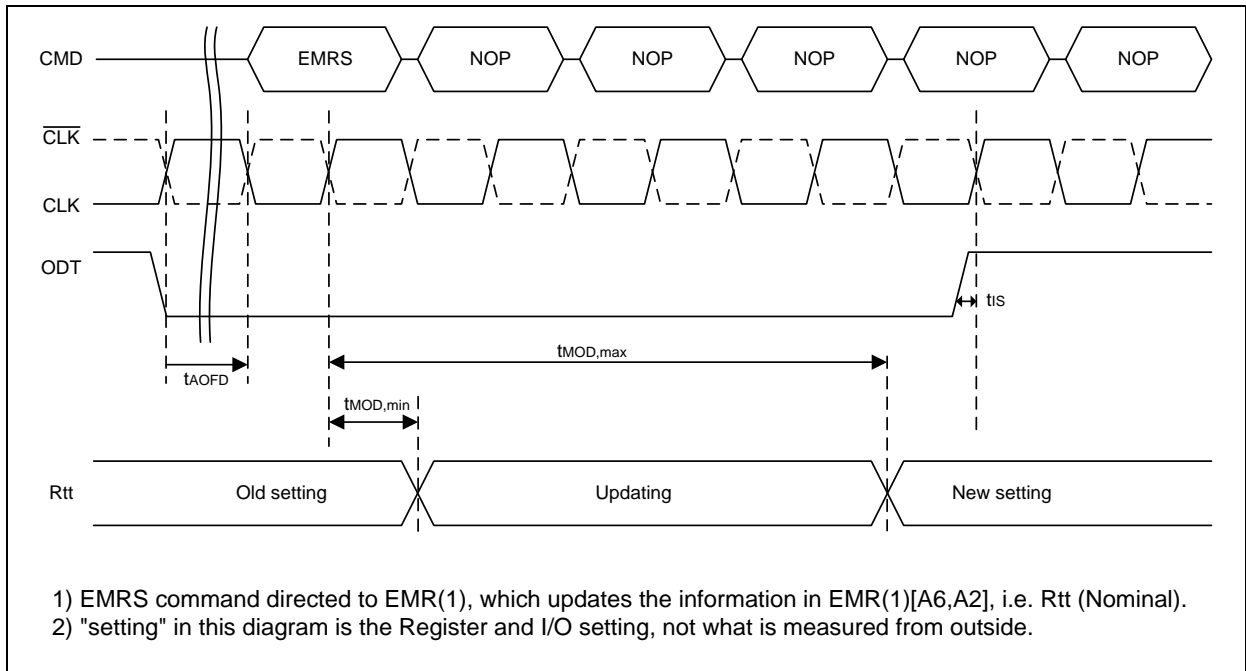 CMD EMRS NOP NOP NOP NOP NOP
CLK
CLK
ODT
tIS
tMOD,max
tAOFD
tMOD,min
Rtt Old setting Updating New setting
1) EMRS command directed to EMR(1), which updates the information in EMR(1)[A6,A2], i.e. Rtt (Nominal).
2) "setting" in this diagram is the Register and I/O setting, not what is measured from outside.